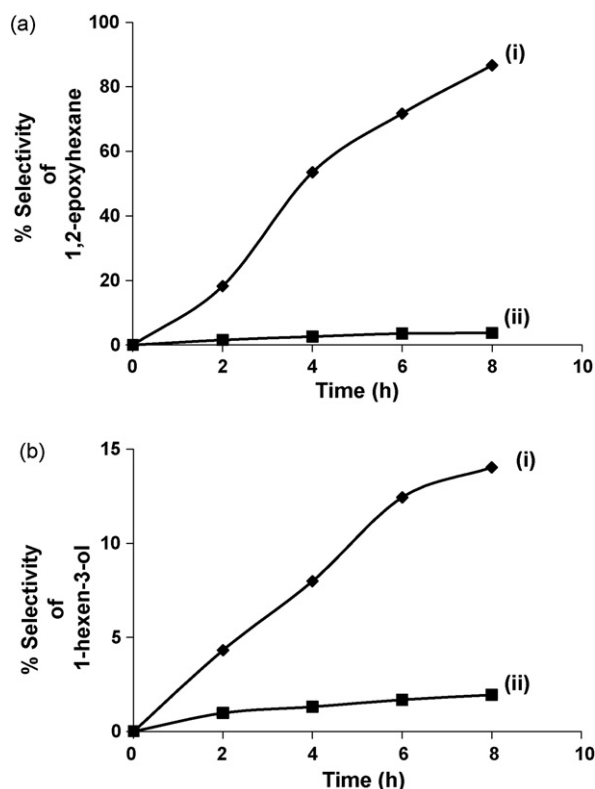 (a)
% Selectivity
of
1,2-epoxyhexane
100
80
60
40
20
0
(i)
(ii)
0 2 4 6 8 10
Time (h)
(b)
% Selectivity
of
1-hexen-3-ol
15
10
5
0
(i)
(ii)
0 2 4 6 8 10
Time (h)